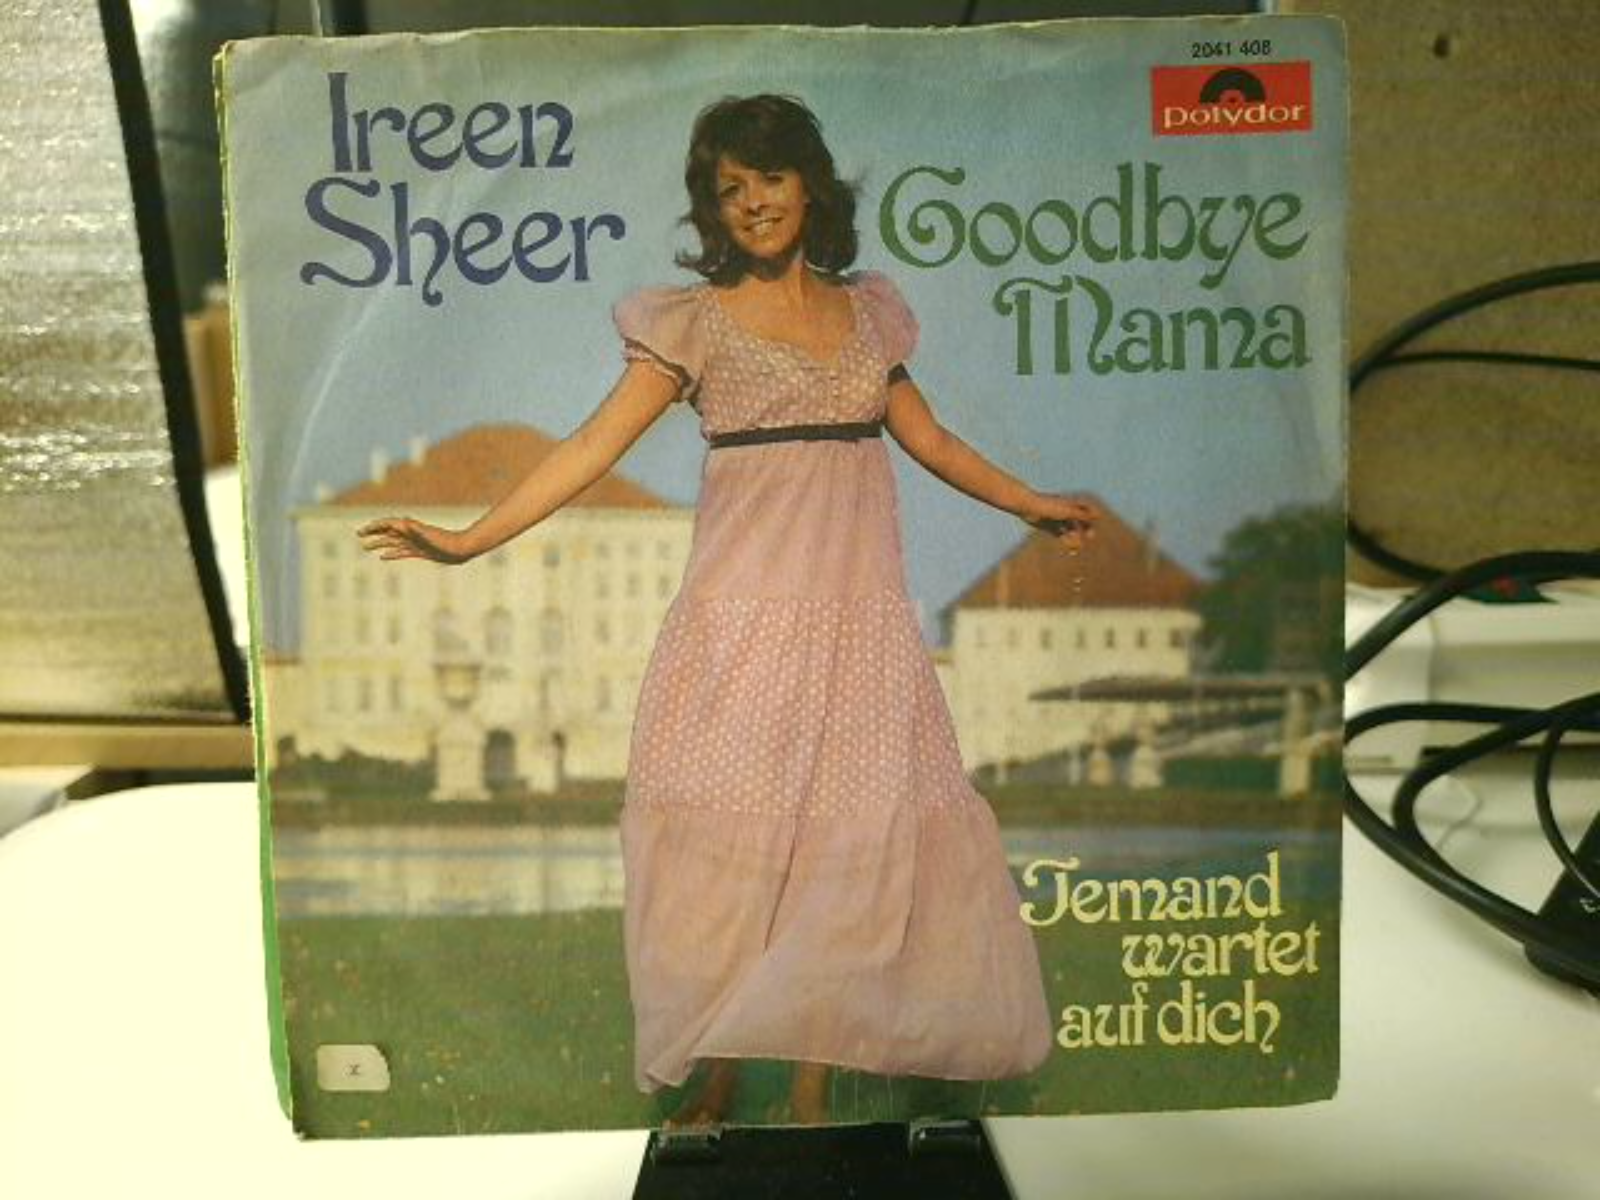 2041 408
polydor
Ireen
Sheer
Goodbye
Mama
Jemand
wartet
auf dich
x